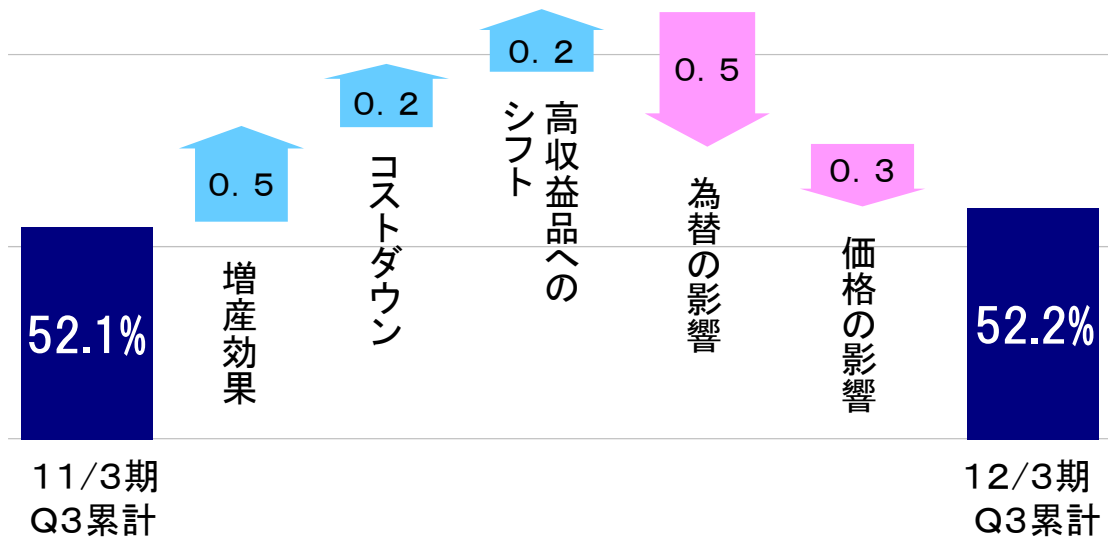 52.1%
11/3期
Q3累計
０．５
増産効果
０．２
コストダウン
０．２
高収益品への
シフト
０．５
為替の影響
０．３
価格の影響
52.2%
12/3期
Q3累計